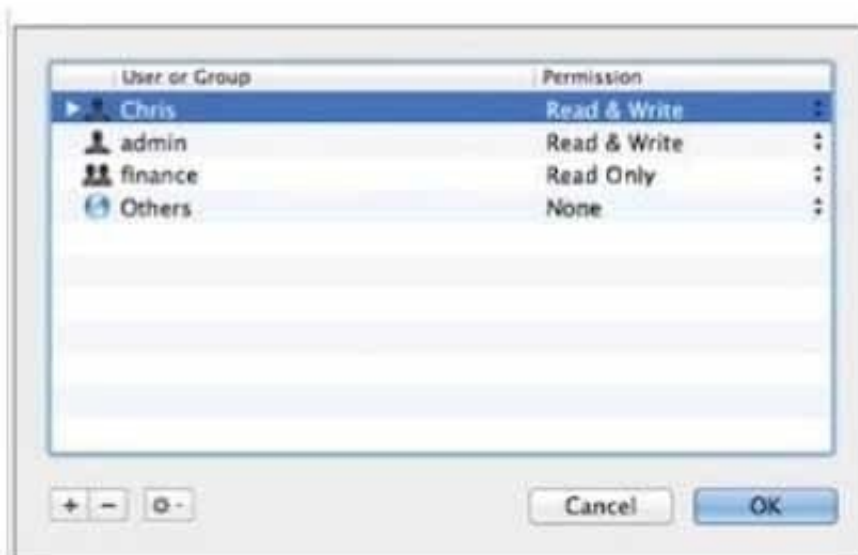 User or Group Permission
Chris Read & Write
admin Read & Write
finance Read Only
Others None
+ - Cancel OK